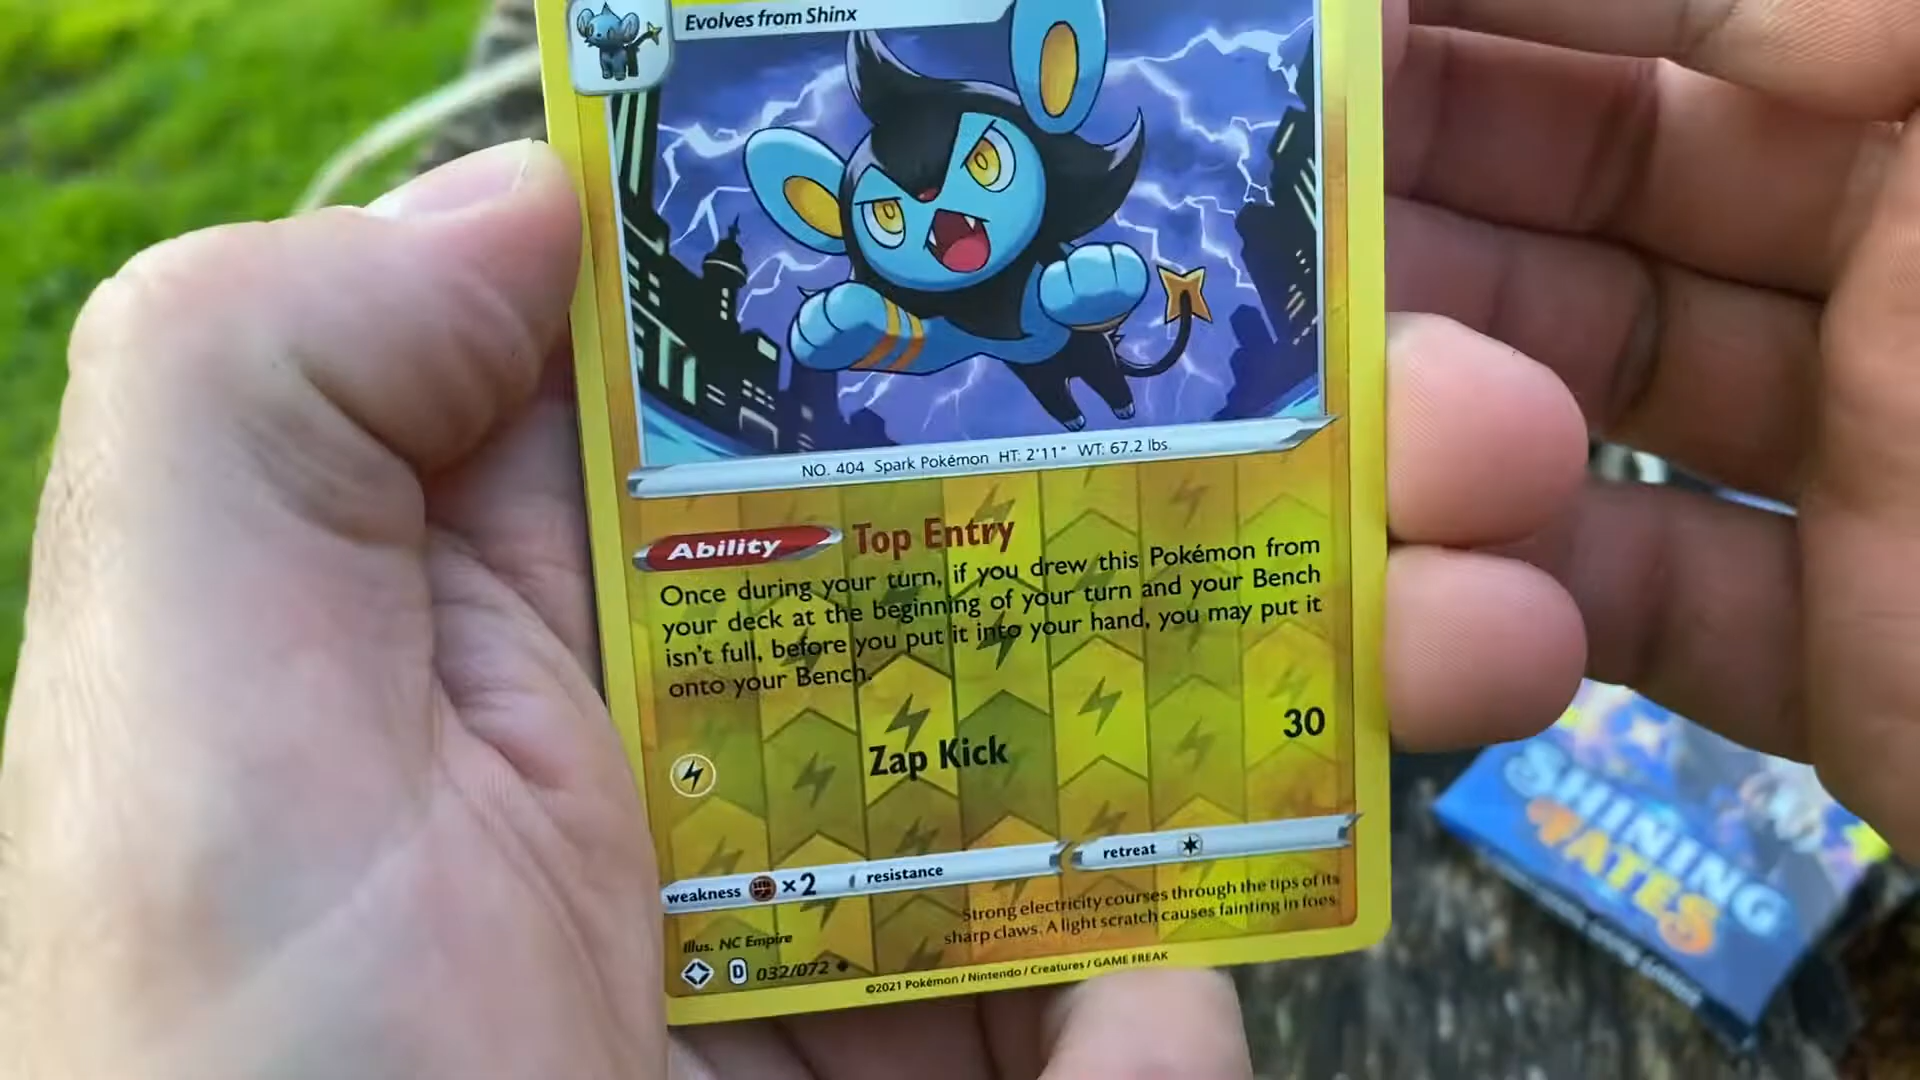 Evolves from Shinx
NO. 404 Spark Pokémon HT: 2'11" WT: 67.2 lbs.
Ability Top Entry
Once during your turn, if you drew this Pokémon from
your deck at the beginning of your turn and your Bench
isn't full, before you put it into your hand, you may put it
onto your Bench.
Zap Kick 30
weakness ×2 resistance retreat
Strong electricity courses through the tips of its
sharp claws. A light scratch causes fainting in foes.
Illus. NC Empire
D 032/072
©2021 Pokémon / Nintendo / Creatures / GAME FREAK
SHINING
FATES